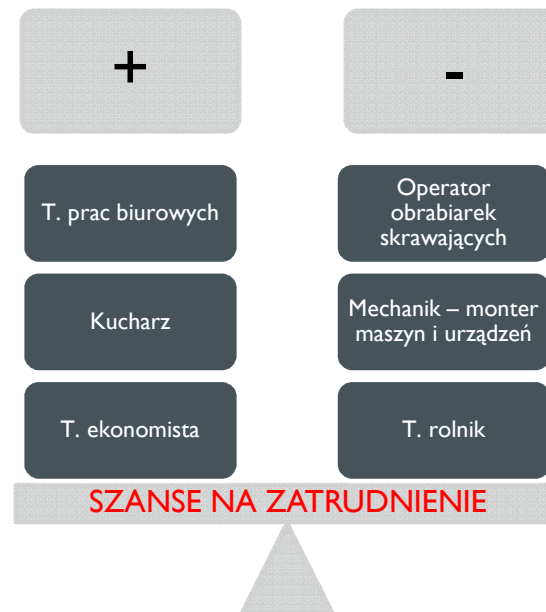 +
-
T. prac biurowych
Kucharz
T. ekonomista
Operator
obrabiarek
skrawających
Mechanik – monter
maszyn i urządzeń
T. rolnik
SZANSE NA ZATRUDNIENIE